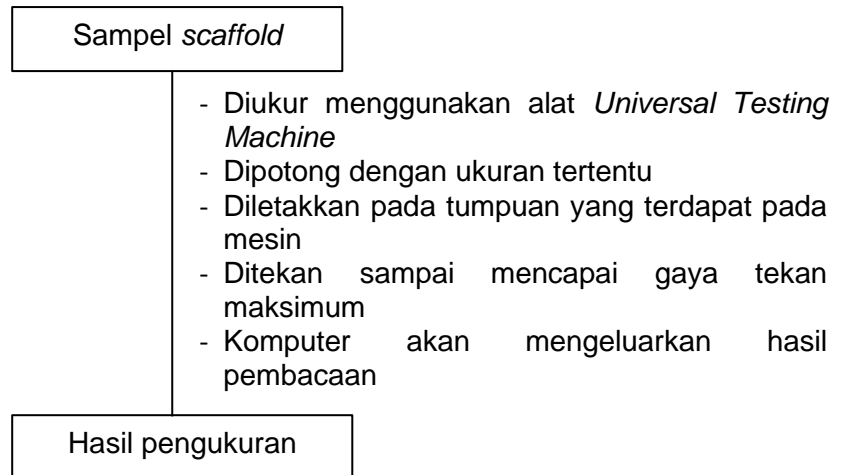 Sampel scaffold
- Diukur menggunakan alat Universal Testing
Machine
- Dipotong dengan ukuran tertentu
- Diletakkan pada tumpuan yang terdapat pada
mesin
- Ditekan sampai mencapai gaya tekan
maksimum
- Komputer akan mengeluarkan hasil
pembacaan
Hasil pengukuran